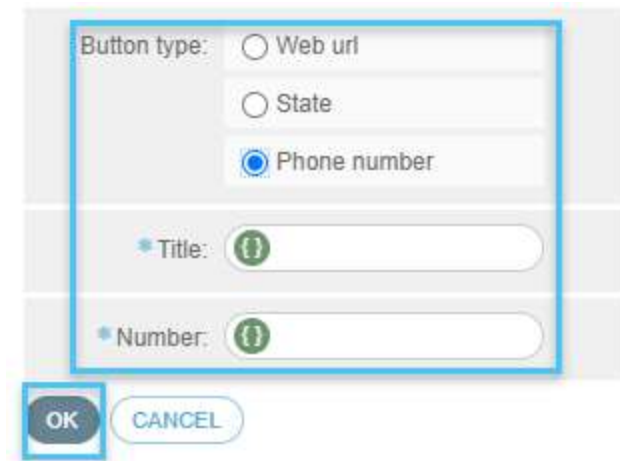 Button type: Web url
State
Phone number
* Title: {}
* Number: {}
OK CANCEL